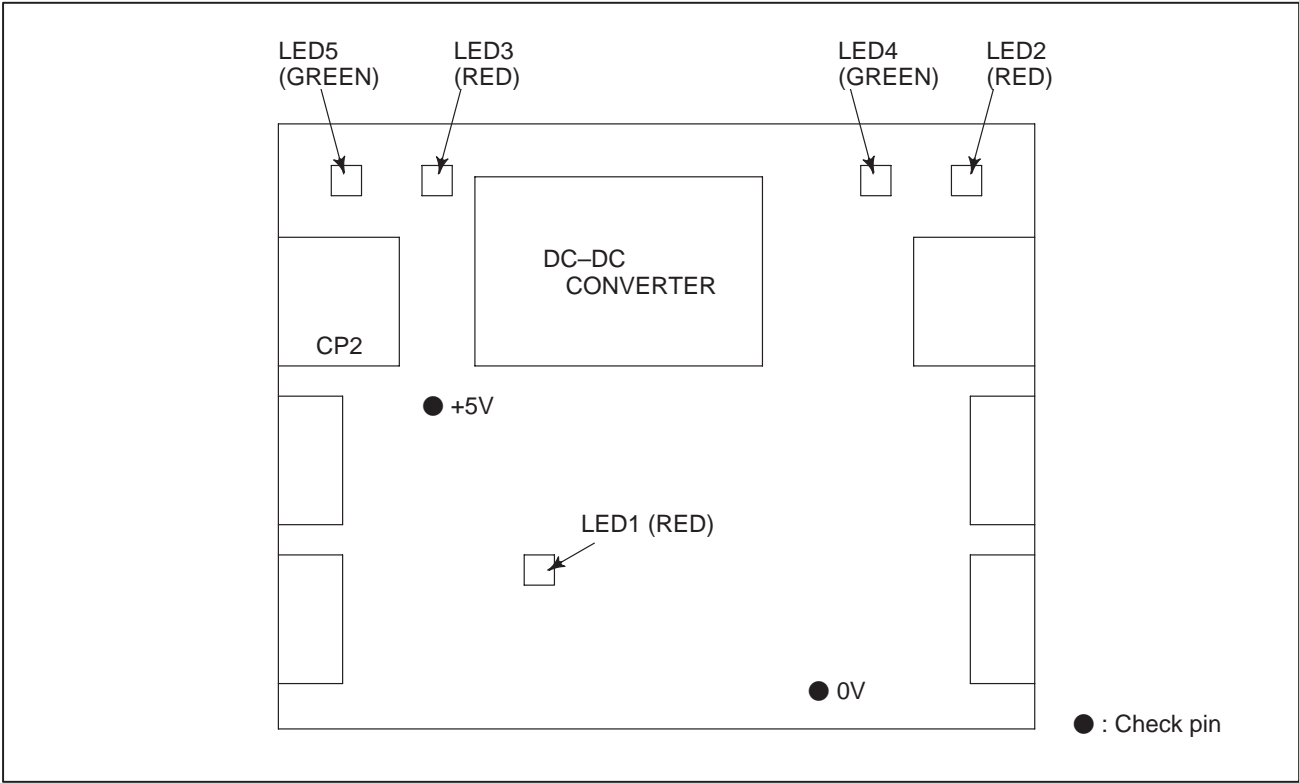 LED5
(GREEN)
LED3
(RED)
LED4
(GREEN)
LED2
(RED)
DC–DC
CONVERTER
CP2
+5V
LED1 (RED)
0V
: Check pin